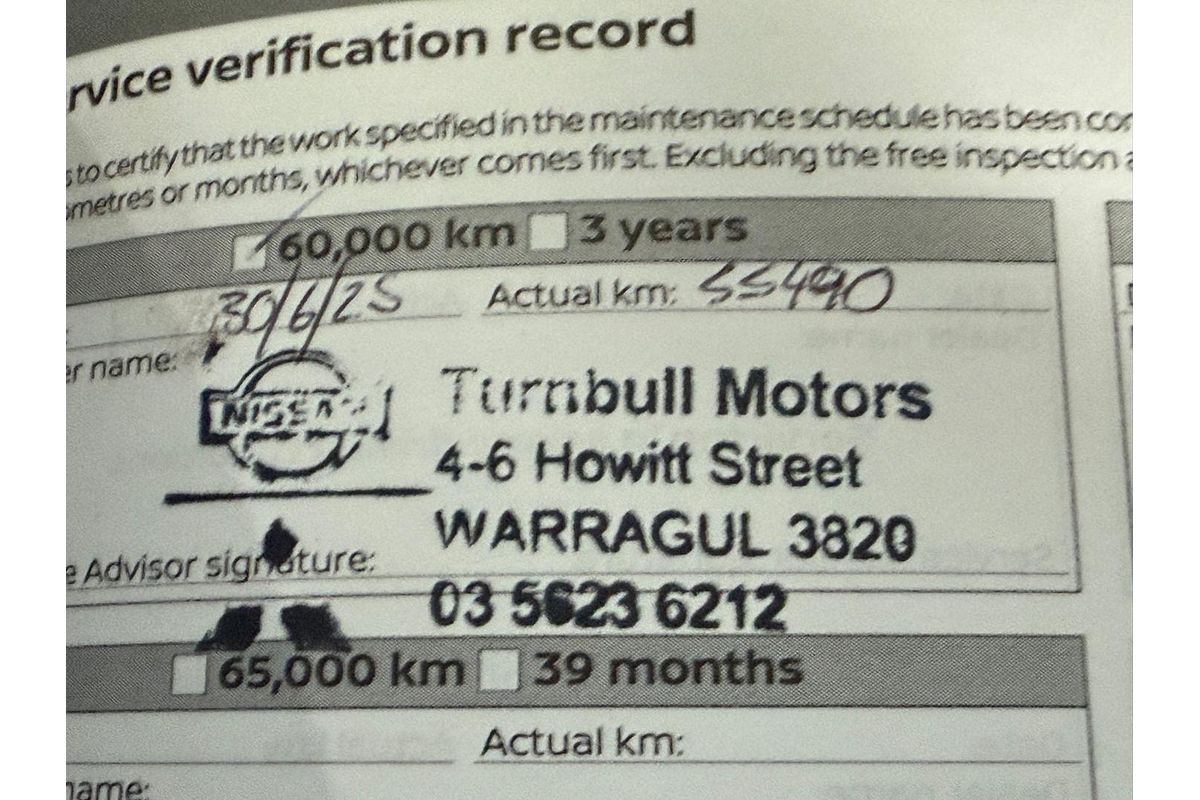 rvice verification record
s to certify that the work specified in the maintenance schedule has been cor
ometres or months, whichever comes first. Excluding the free inspection a
60,000 km 3 years
30/6/25 Actual km: 55490
er name:
NISSAN Turnbull Motors
4-6 Howitt Street
WARRAGUL 3820
e Advisor signature:
03 5623 6212
65,000 km 39 months
Actual km:
name: